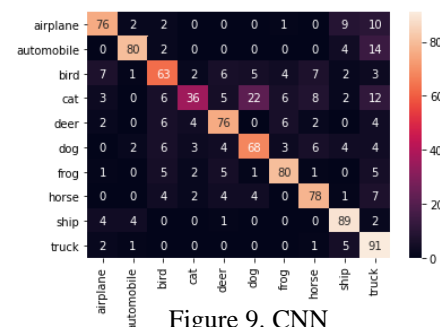 airplane 76 2 2 0 0 0 1 0 9 10
automobile 0 80 2 0 0 0 0 0 4 14
bird 7 1 63 2 6 5 4 7 2 3
cat 3 0 6 36 5 22 6 8 2 12
deer 2 0 6 4 76 0 6 2 0 4
dog 0 2 6 3 4 68 3 6 4 4
frog 1 0 5 2 5 1 80 1 0 5
horse 0 0 4 2 4 4 0 78 1 7
ship 4 4 0 0 1 0 0 0 89 2
truck 2 1 0 0 0 0 0 1 5 91
airplane automobile bird cat deer dog frog horse ship truck
80
60
40
20
0
Figure 9. CNN